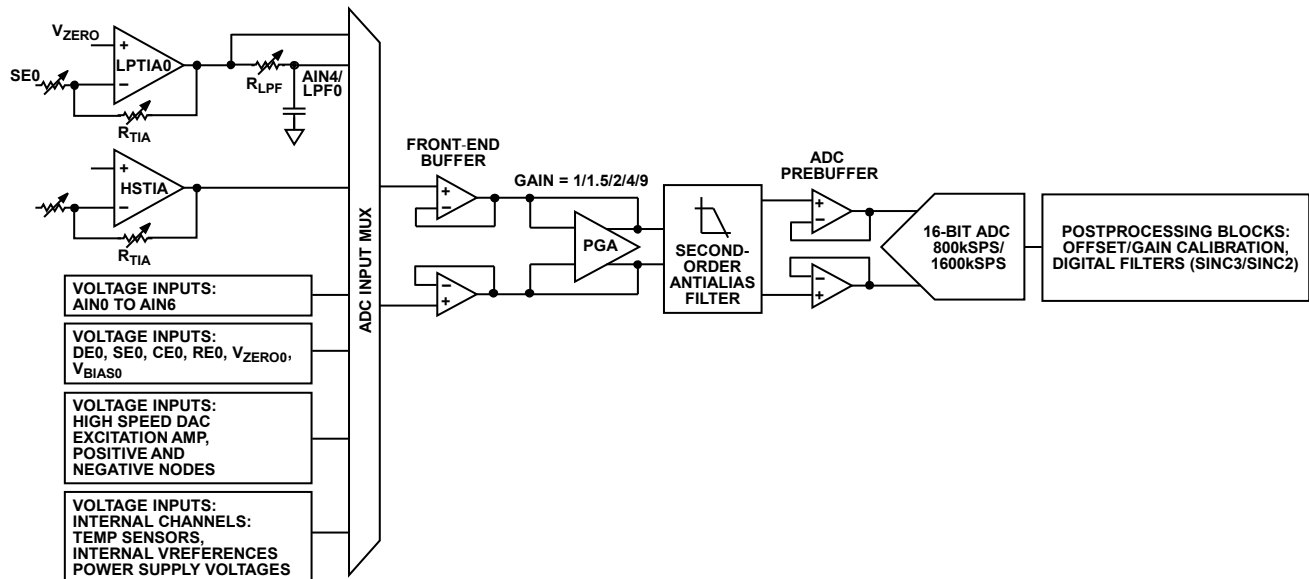 VZERO
SE0
+
LPTIA0
−
RTIA
RLPF
AIN4/
LPF0
+
HSTIA
−
RTIA
VOLTAGE INPUTS:
AIN0 TO AIN6
VOLTAGE INPUTS:
DE0, SE0, CE0, RE0, VZERO0,
VBIAS0
VOLTAGE INPUTS:
HIGH SPEED DAC
EXCITATION AMP,
POSITIVE AND
NEGATIVE NODES
VOLTAGE INPUTS:
INTERNAL CHANNELS:
TEMP SENSORS,
INTERNAL VREFERENCES
POWER SUPPLY VOLTAGES
ADC INPUT MUX
FRONT-END
BUFFER
+
−
−
+
GAIN = 1/1.5/2/4/9
PGA
SECOND-
ORDER
ANTIALIAS
FILTER
ADC
PREBUFFER
+
−
−
+
16-BIT ADC
800kSPS/
1600kSPS
POSTPROCESSING BLOCKS:
OFFSET/GAIN CALIBRATION,
DIGITAL FILTERS (SINC3/SINC2)